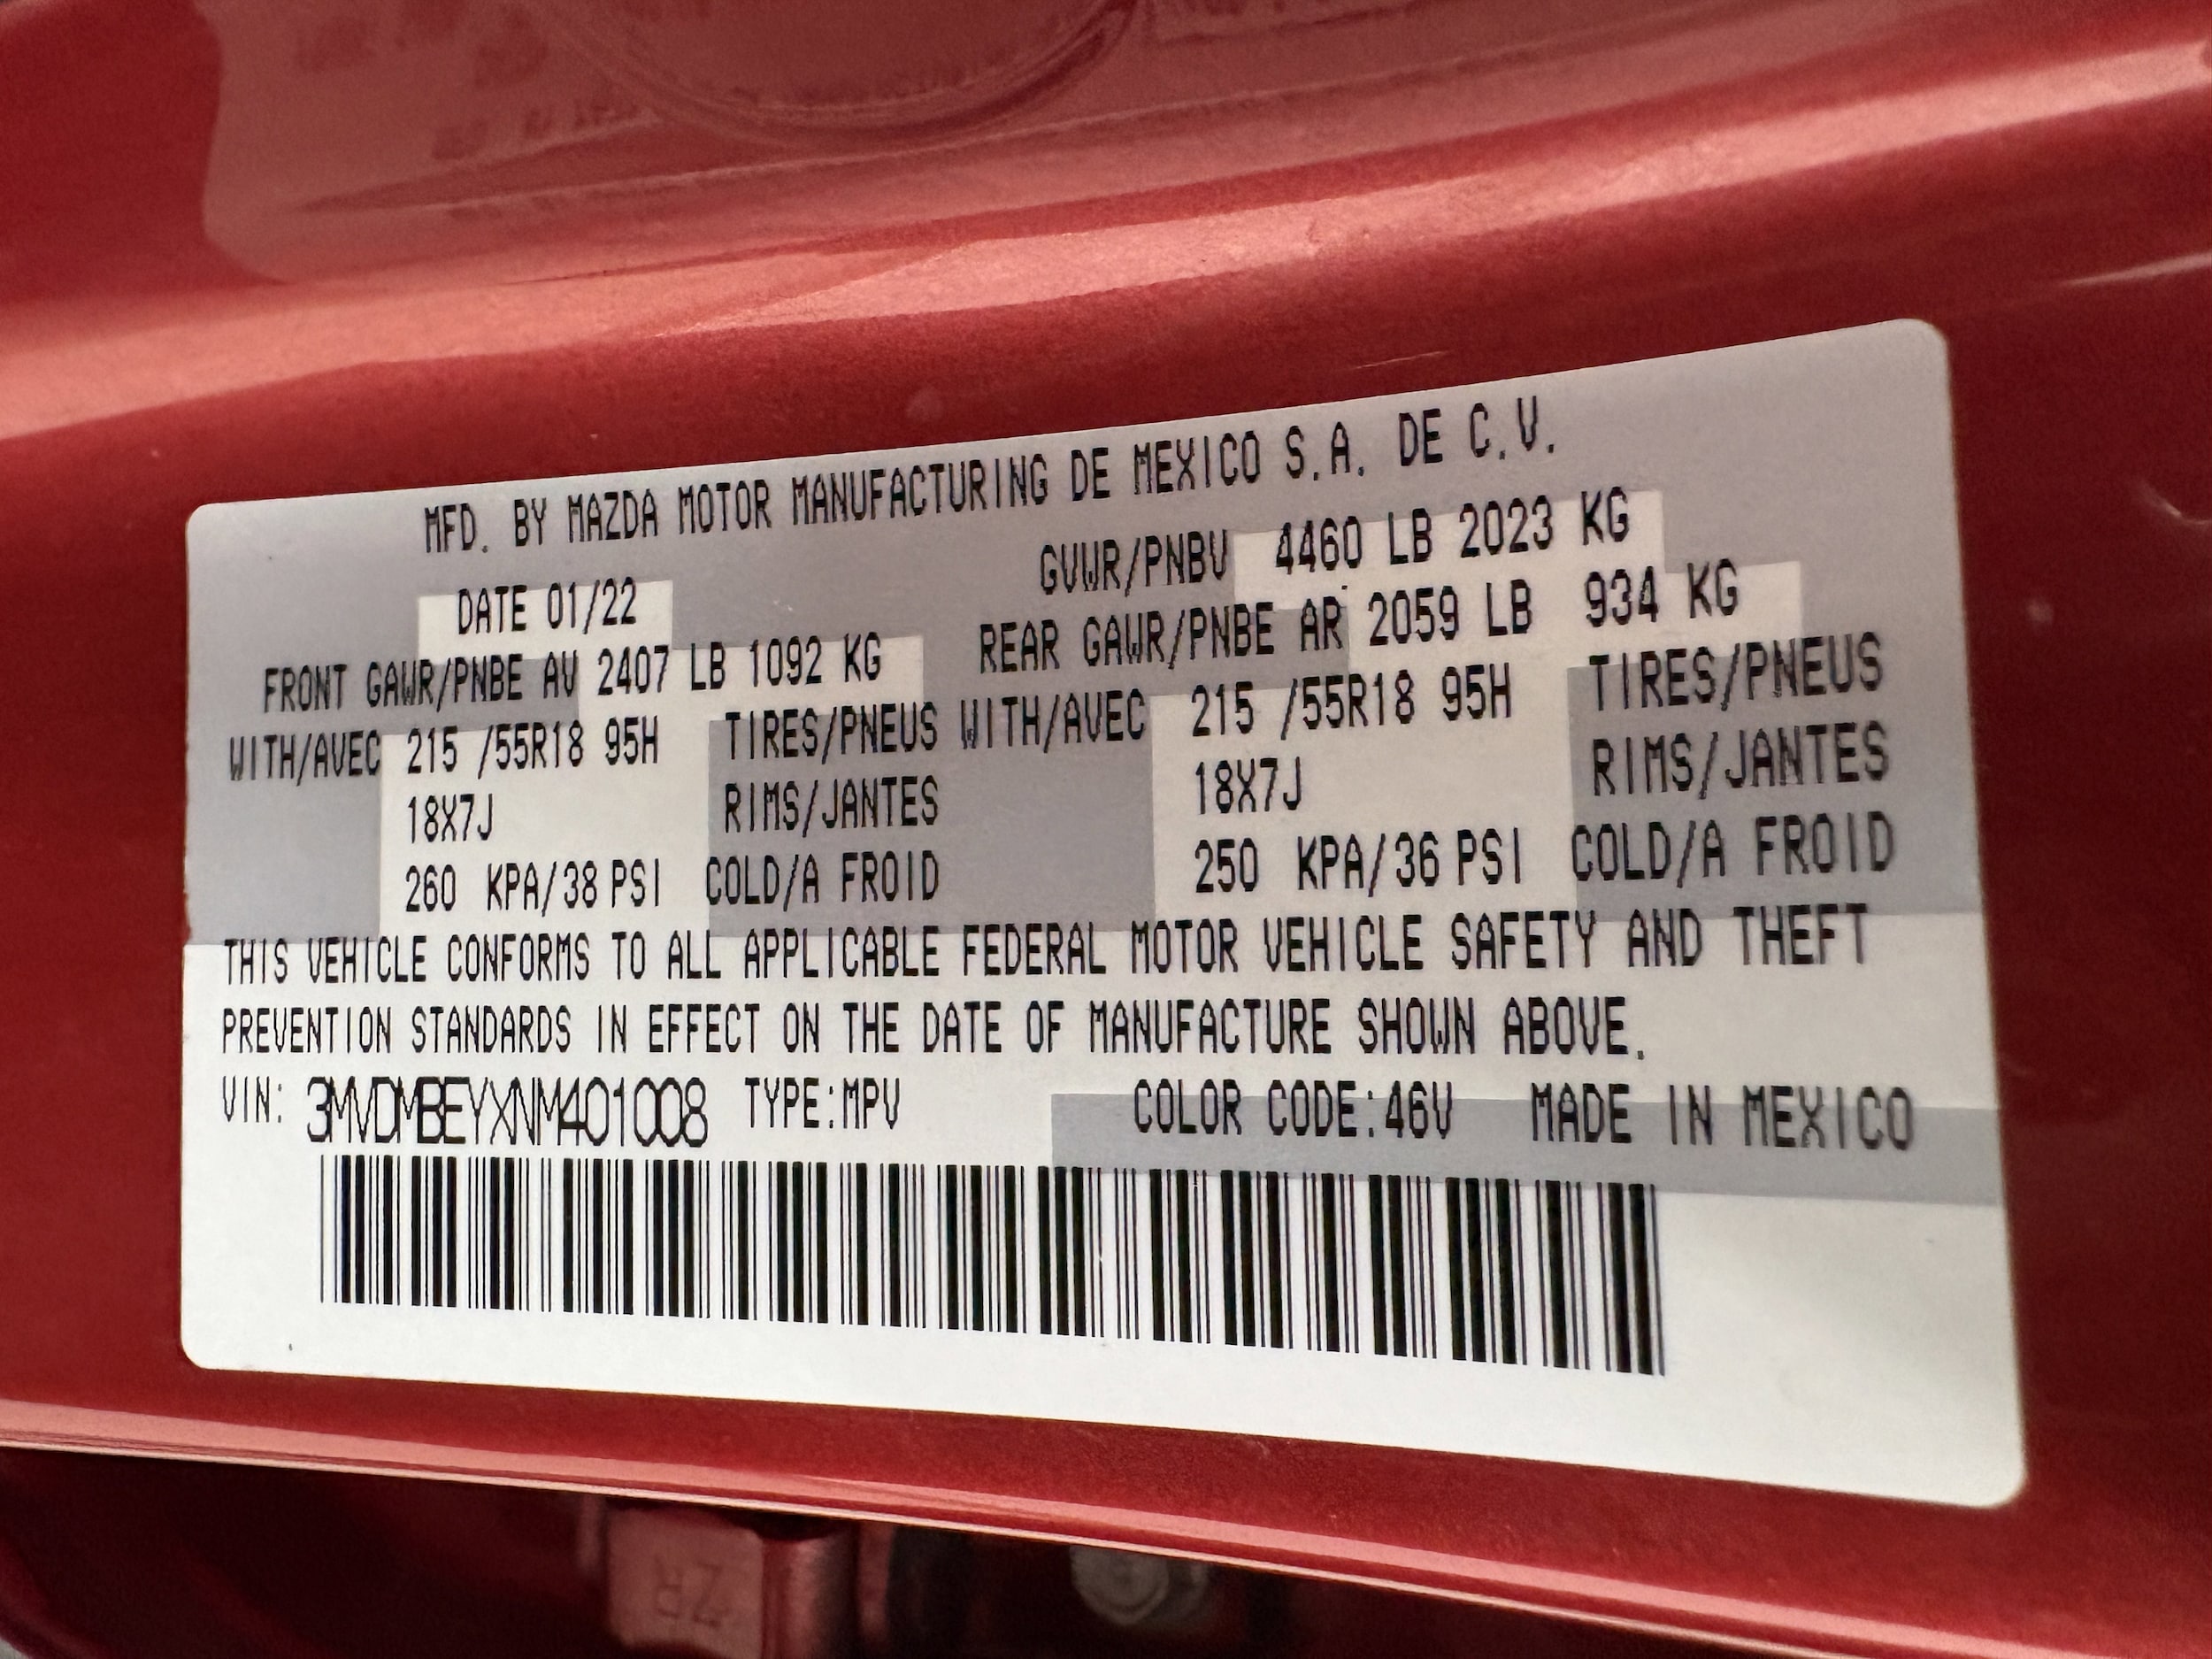 MFD. BY MAZDA MOTOR MANUFACTURING DE MEXICO S.A. DE C.V.
DATE 01/22
GVWR/PNBV 4460 LB 2023 KG
FRONT GAWR/PNBE AV 2407 LB 1092 KG
REAR GAWR/PNBE AR 2059 LB 934 KG
WITH/AVEC 215 /55R18 95H TIRES/PNEUS
WITH/AVEC 215 /55R18 95H TIRES/PNEUS
18X7J RIMS/JANTES
18X7J RIMS/JANTES
260 KPA/38 PSI COLD/A FROID
250 KPA/36 PSI COLD/A FROID
THIS VEHICLE CONFORMS TO ALL APPLICABLE FEDERAL MOTOR VEHICLE SAFETY AND THEFT
PREVENTION STANDARDS IN EFFECT ON THE DATE OF MANUFACTURE SHOWN ABOVE.
VIN: 3MVDMBEYXNM401008 TYPE:MPV COLOR CODE:46V MADE IN MEXICO
ZR